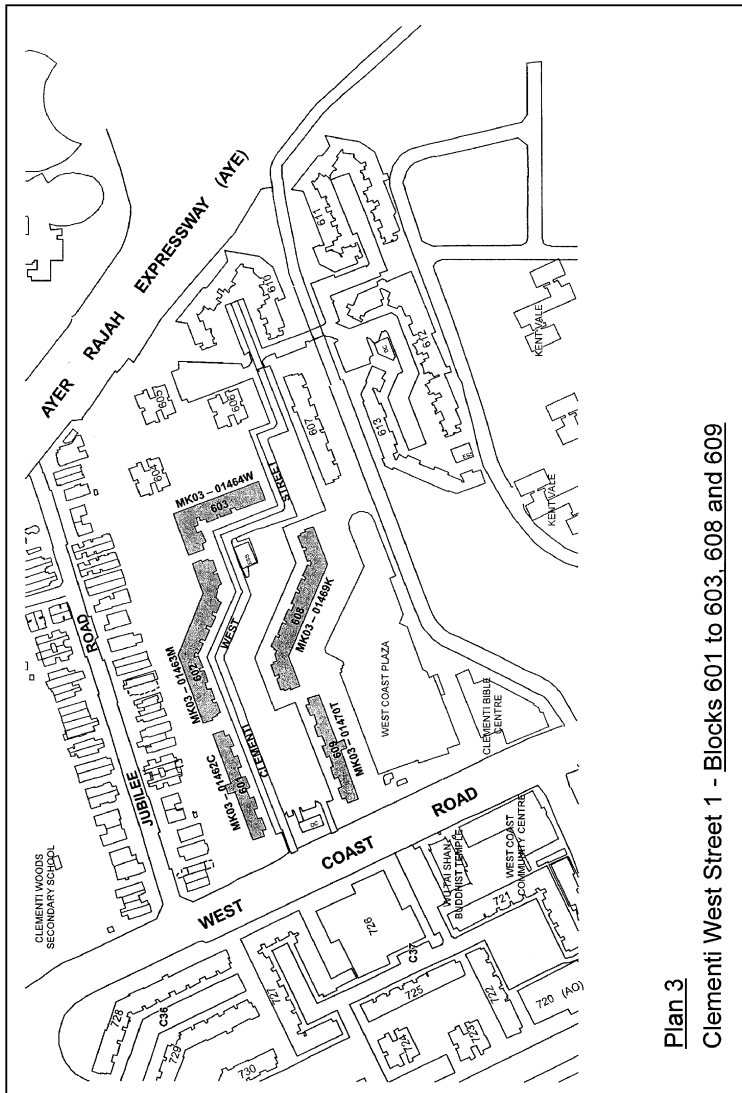 AYER RAJAH EXPRESSWAY (AYE)
CLEMENTI WOODS
SECONDARY SCHOOL
JUBILEE
ROAD
604
605
606
610
611
MK03 – 01464W
603
MK03 – 01463M
602
MK03 – 01462C
601
CLEMENTI
WEST
STREET 1
607
608
MK03 – 01469K
609
MK03 – 01470T
613
612
KENT VALE
KENT VALE
WEST COAST PLAZA
CLEMENTI BIBLE
CENTRE
WEST
COAST
ROAD
WU TAI SHAN
BUDDHIST TEMPLE
WEST COAST
COMMUNITY CENTRE
728
C36
729
730
727
726
C37
725
724
723
722
721
720 (AO)
Plan 3
Clementi West Street 1 - Blocks 601 to 603, 608 and 609